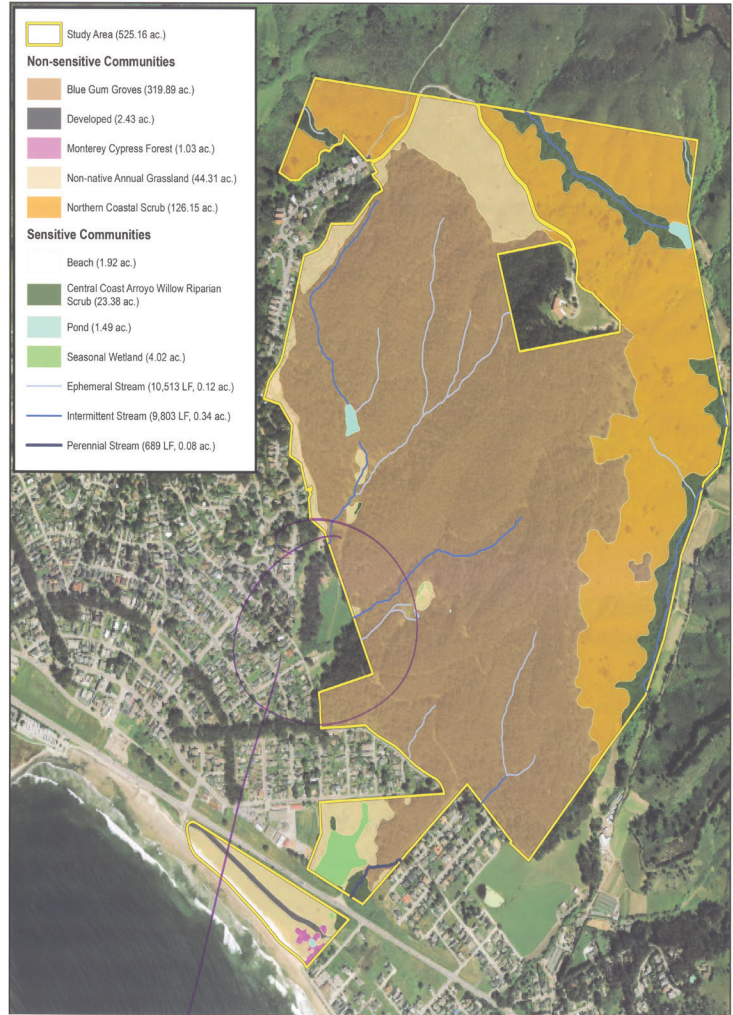 Study Area (525.16 ac.)
Non-sensitive Communities
Blue Gum Groves (319.89 ac.)
Developed (2.43 ac.)
Monterey Cypress Forest (1.03 ac.)
Non-native Annual Grassland (44.31 ac.)
Northern Coastal Scrub (126.15 ac.)
Sensitive Communities
Beach (1.92 ac.)
Central Coast Arroyo Willow Riparian
Scrub (23.38 ac.)
Pond (1.49 ac.)
Seasonal Wetland (4.02 ac.)
Ephemeral Stream (10,513 LF, 0.12 ac.)
Intermittent Stream (9,803 LF, 0.34 ac.)
Perennial Stream (689 LF, 0.08 ac.)